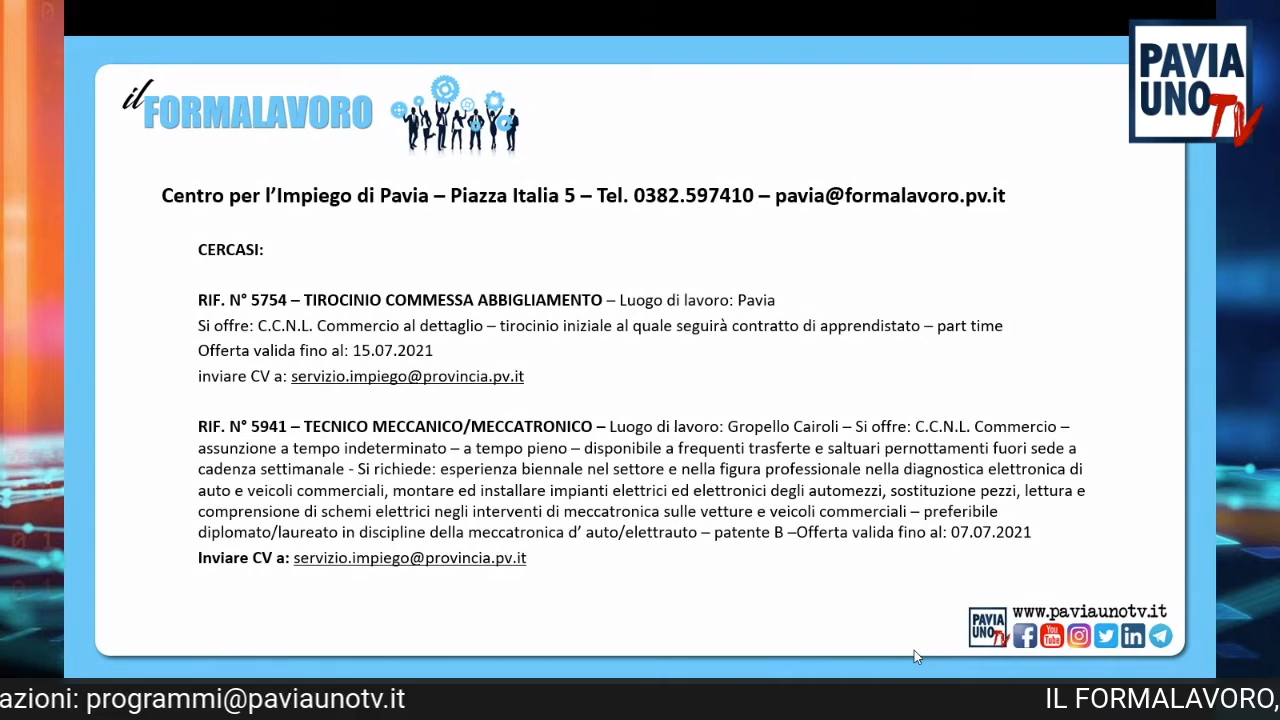 il
FORMALAVORO
PAVIA
UNO
TV
Centro per l'Impiego di Pavia – Piazza Italia 5 – Tel. 0382.597410 – pavia@formalavoro.pv.it
CERCASI:
RIF. N° 5754 – TIROCINIO COMMESSA ABBIGLIAMENTO – Luogo di lavoro: Pavia
Si offre: C.C.N.L. Commercio al dettaglio – tirocinio iniziale al quale seguirà contratto di apprendistato – part time
Offerta valida fino al: 15.07.2021
inviare CV a: servizio.impiego@provincia.pv.it
RIF. N° 5941 – TECNICO MECCANICO/MECCATRONICO – Luogo di lavoro: Gropello Cairoli – Si offre: C.C.N.L. Commercio –
assunzione a tempo indeterminato – a tempo pieno – disponibile a frequenti trasferte e saltuari pernottamenti fuori sede a
cadenza settimanale - Si richiede: esperienza biennale nel settore e nella figura professionale nella diagnostica elettronica di
auto e veicoli commerciali, montare ed installare impianti elettrici ed elettronici degli automezzi, sostituzione pezzi, lettura e
comprensione di schemi elettrici negli interventi di meccatronica sulle vetture e veicoli commerciali – preferibile
diplomato/laureato in discipline della meccatronica d' auto/elettrauto – patente B –Offerta valida fino al: 07.07.2021
Inviare CV a: servizio.impiego@provincia.pv.it
www.paviaunotv.it
PAVIA
UNO
TV
You
Tube
azioni: programmi@paviaunotv.it
IL FORMALAVORO,